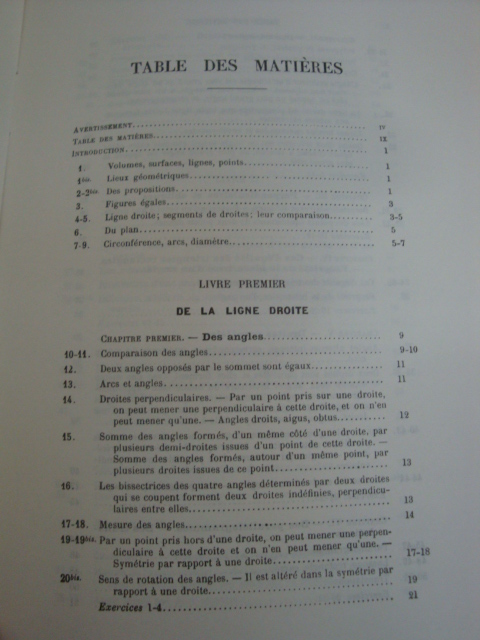 TABLE DES MATIÈRES
AVERTISSEMENT........ IV
TABLE DES MATIÈRES........ IX
INTRODUCTION........ 1
1. Volumes, surfaces, lignes, points........ 1
1bis. Lieux géométriques........ 1
2-2bis. Des propositions........ 1
3. Figures égales........ 3
4-5. Ligne droite; segments de droites; leur comparaison........ 3-5
6. Du plan........ 5
7-9. Circonférence, arcs, diamètre........ 5-7
LIVRE PREMIER
DE LA LIGNE DROITE
CHAPITRE PREMIER. — Des angles........ 9
10-11. Comparaison des angles........ 9-10
12. Deux angles opposés par le sommet sont égaux........ 11
13. Arcs et angles........ 11
14. Droites perpendiculaires. — Par un point pris sur une droite,
on peut mener une perpendiculaire à cette droite, et on n'en
peut mener qu'une. — Angles droits, aigus, obtus........ 12
15. Somme des angles formés, d'un même côté d'une droite, par
plusieurs demi-droites issues d'un point de cette droite. —
Somme des angles formés, autour d'un même point, par
plusieurs droites issues de ce point........ 13
16. Les bissectrices des quatre angles déterminés par deux droites
qui se coupent forment deux droites indéfinies, perpendicu-
laires entre elles........ 13
17-18. Mesure des angles........ 14
19-19bis. Par un point pris hors d'une droite, on peut mener une perpen-
diculaire à cette droite et on n'en peut mener qu'une. —
Symétrie par rapport à une droite........ 17-18
20bis. Sens de rotation des angles. — Il est altéré dans la symétrie par
rapport à une droite........ 19
Exercices 1-4........ 21